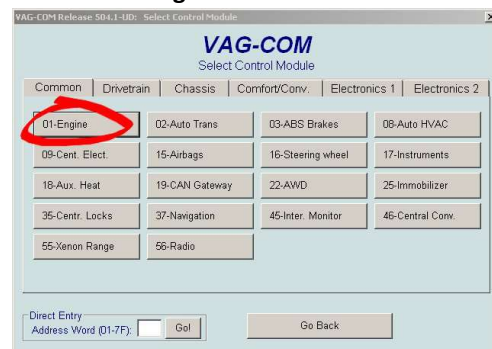 VAG-COM Release 504.1-UD: Select Control Module
VAG-COM
Select Control Module
Common Drivetrain Chassis Comfort/Conv. Electronics 1 Electronics 2
01-Engine 02-Auto Trans 03-ABS Brakes 08-Auto HVAC
09-Cent. Elect. 15-Airbags 16-Steering wheel 17-Instruments
18-Aux. Heat 19-CAN Gateway 22-AWD 25-Immobilizer
35-Centr. Locks 37-Navigation 45-Inter. Monitor 46-Central Conv.
55-Xenon Range 56-Radio
Direct Entry
Address Word (01-7F): Go! Go Back